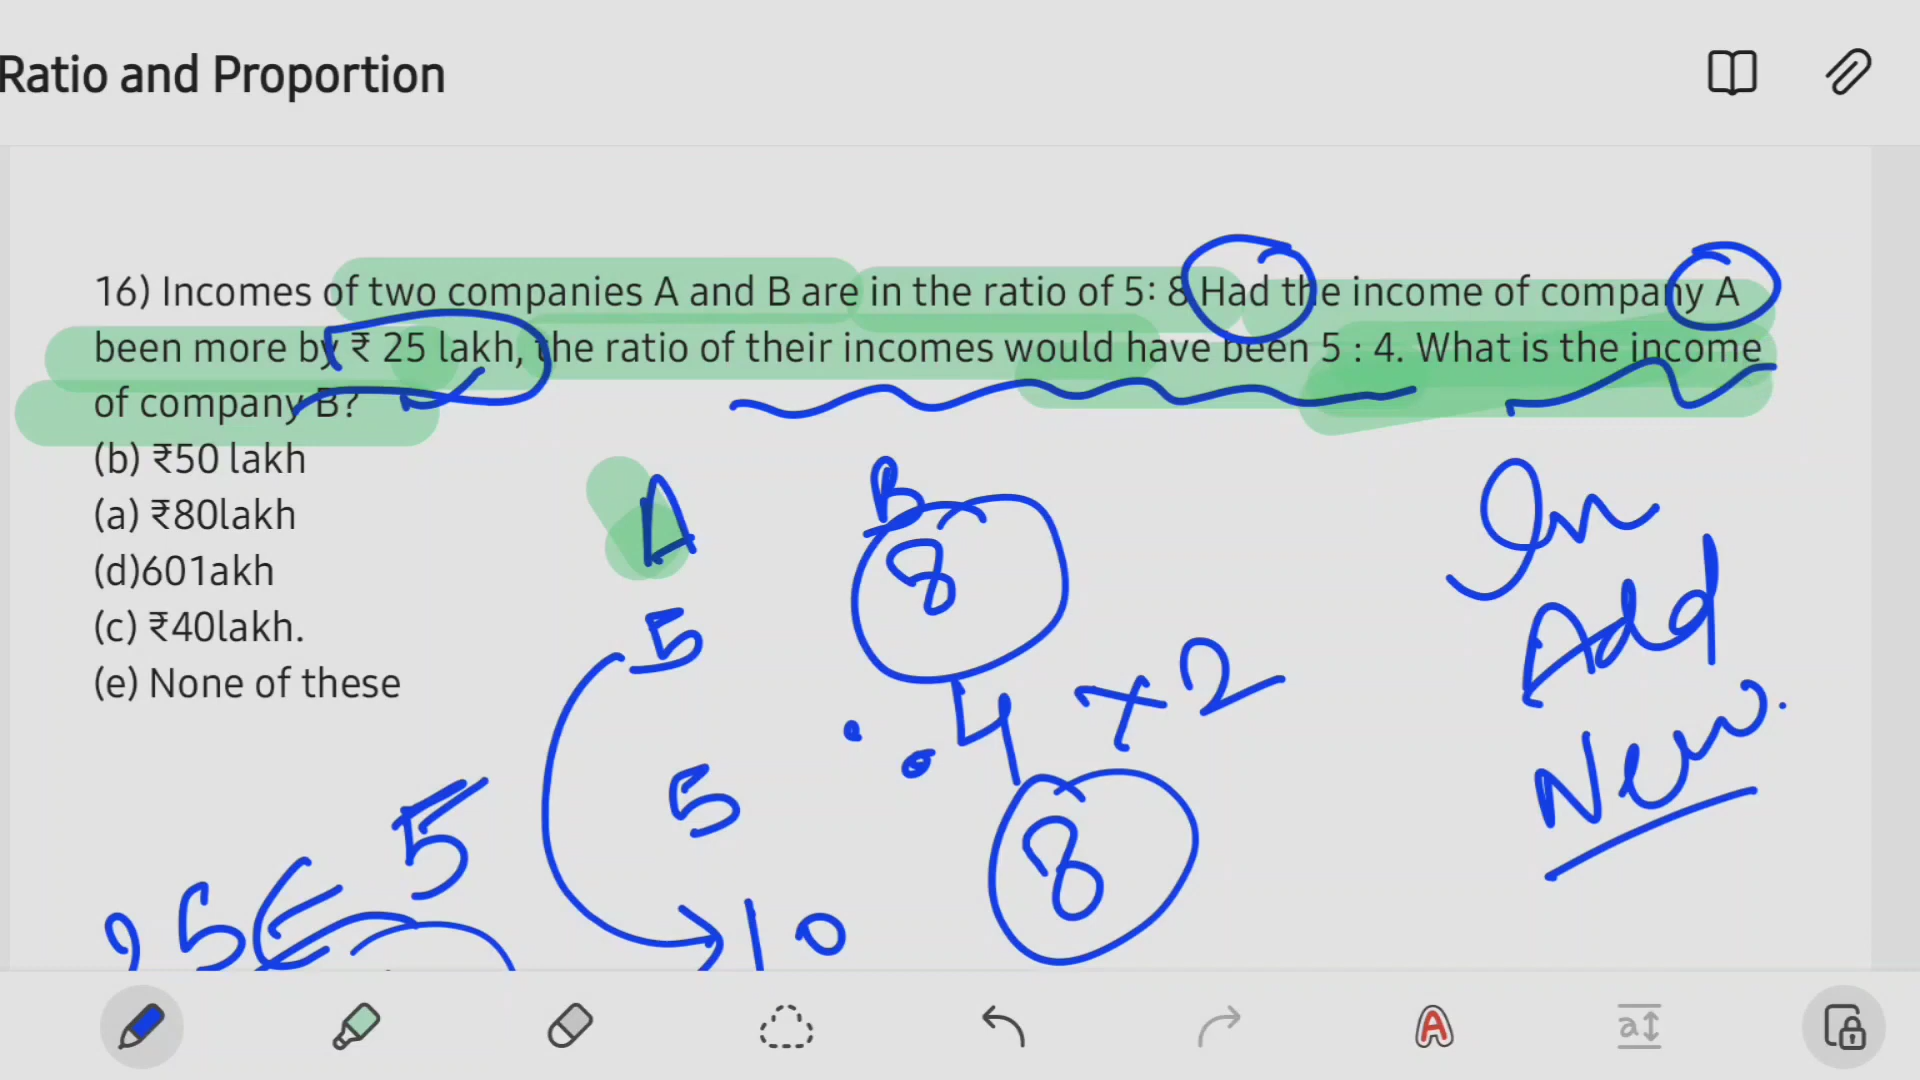 Ratio and Proportion
16) Incomes of two companies A and B are in the ratio of 5: 8 Had the income of company A
been more by ₹ 25 lakh, the ratio of their incomes would have been 5 : 4. What is the income
of company B?
(b) ₹50 lakh
(a) ₹80lakh
(d)601akh
(c) ₹40lakh.
(e) None of these
A B
5 8
5 : 4 × 2
10 8
5
25
In
Add
New.
A
a